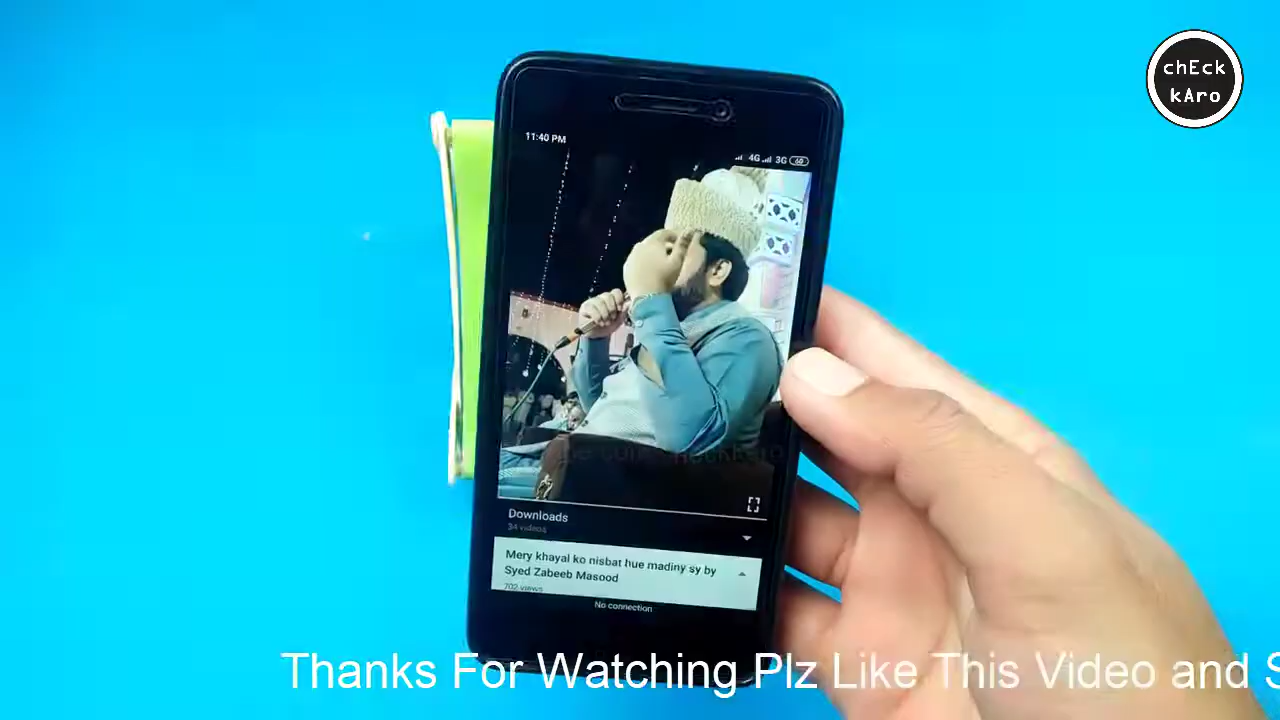 chEck
kAro
11:40 PM
4G 3G 60
Downloads
34 videos
Mery khayal ko nisbat hue madiny sy by
Syed Zabeeb Masood
702 views
No connection
Thanks For Watching Plz Like This Video and S